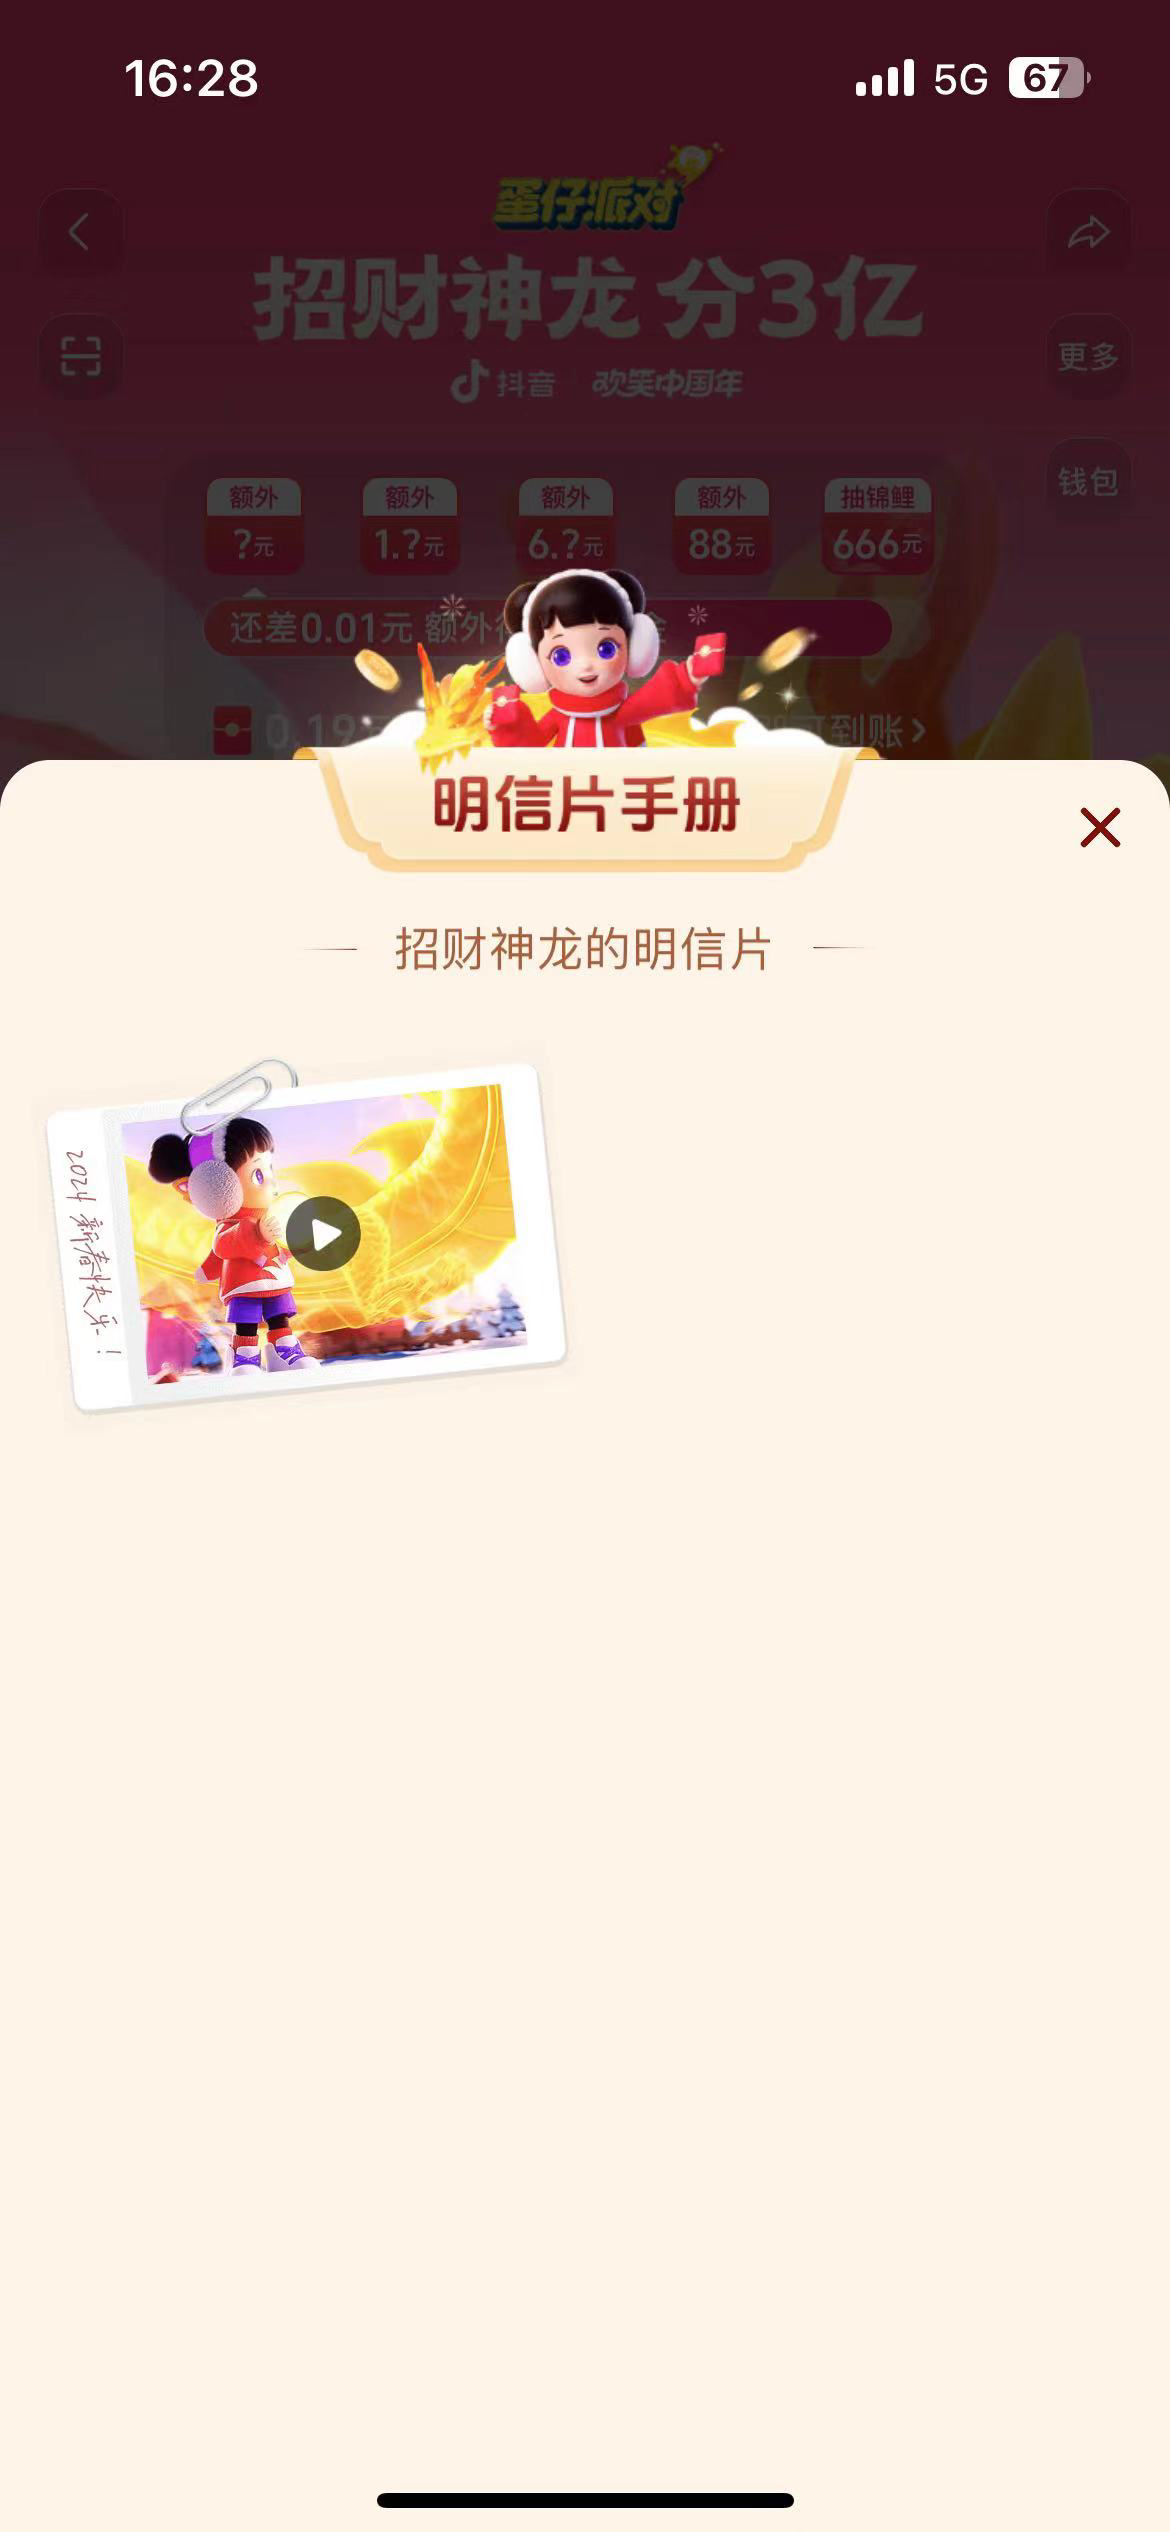 16:28 5G 67
蛋仔派对
招财神龙 分3亿
抖音 欢笑中国年
更多
钱包
额外 额外 额外 额外 抽锦鲤
?元 1.?元 6.?元 88元 666元
还差0.01元 额外
0.19 可到账
明信片手册
招财神龙的明信片
2024 新春快乐!